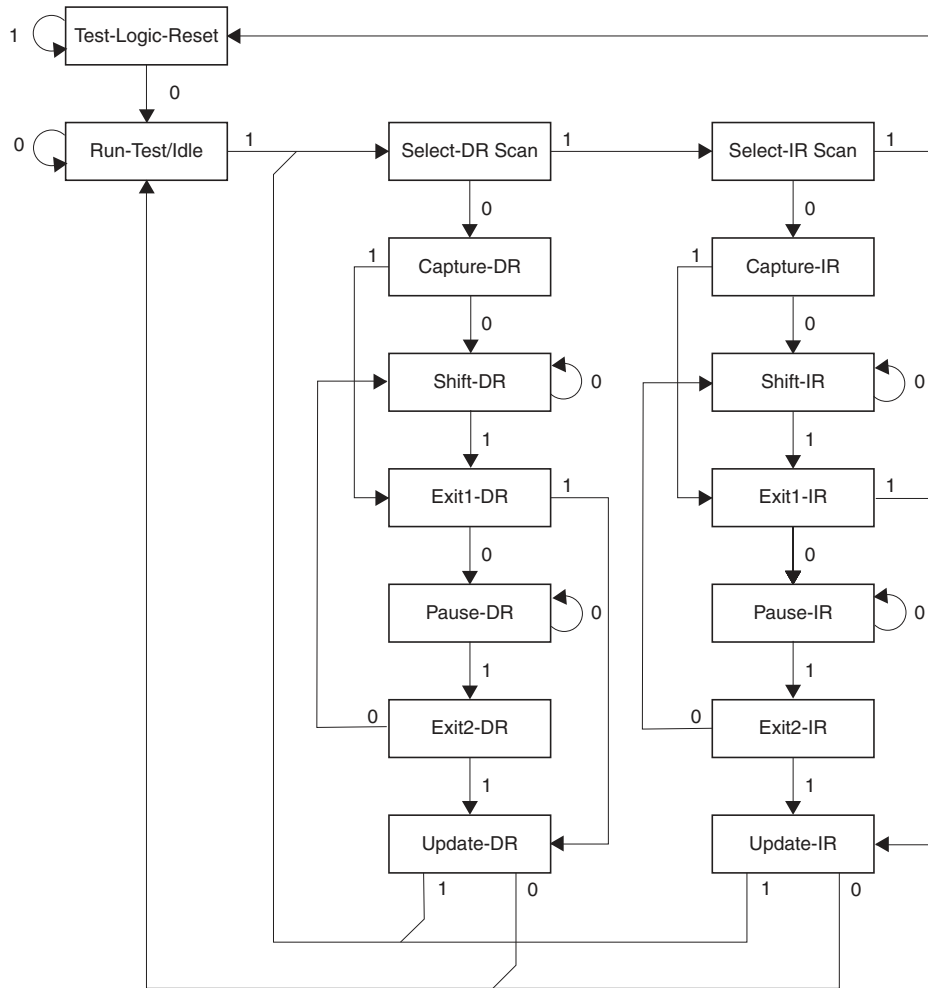 Test-Logic-Reset
1
0
Run-Test/Idle
0
1
Select-DR Scan
1
Select-IR Scan
1
0
0
1
Capture-DR
1
Capture-IR
0
0
Shift-DR
0
Shift-IR
0
1
1
Exit1-DR
1
Exit1-IR
1
0
0
Pause-DR
0
Pause-IR
0
1
1
0
Exit2-DR
0
Exit2-IR
1
1
Update-DR
Update-IR
1
0
1
0